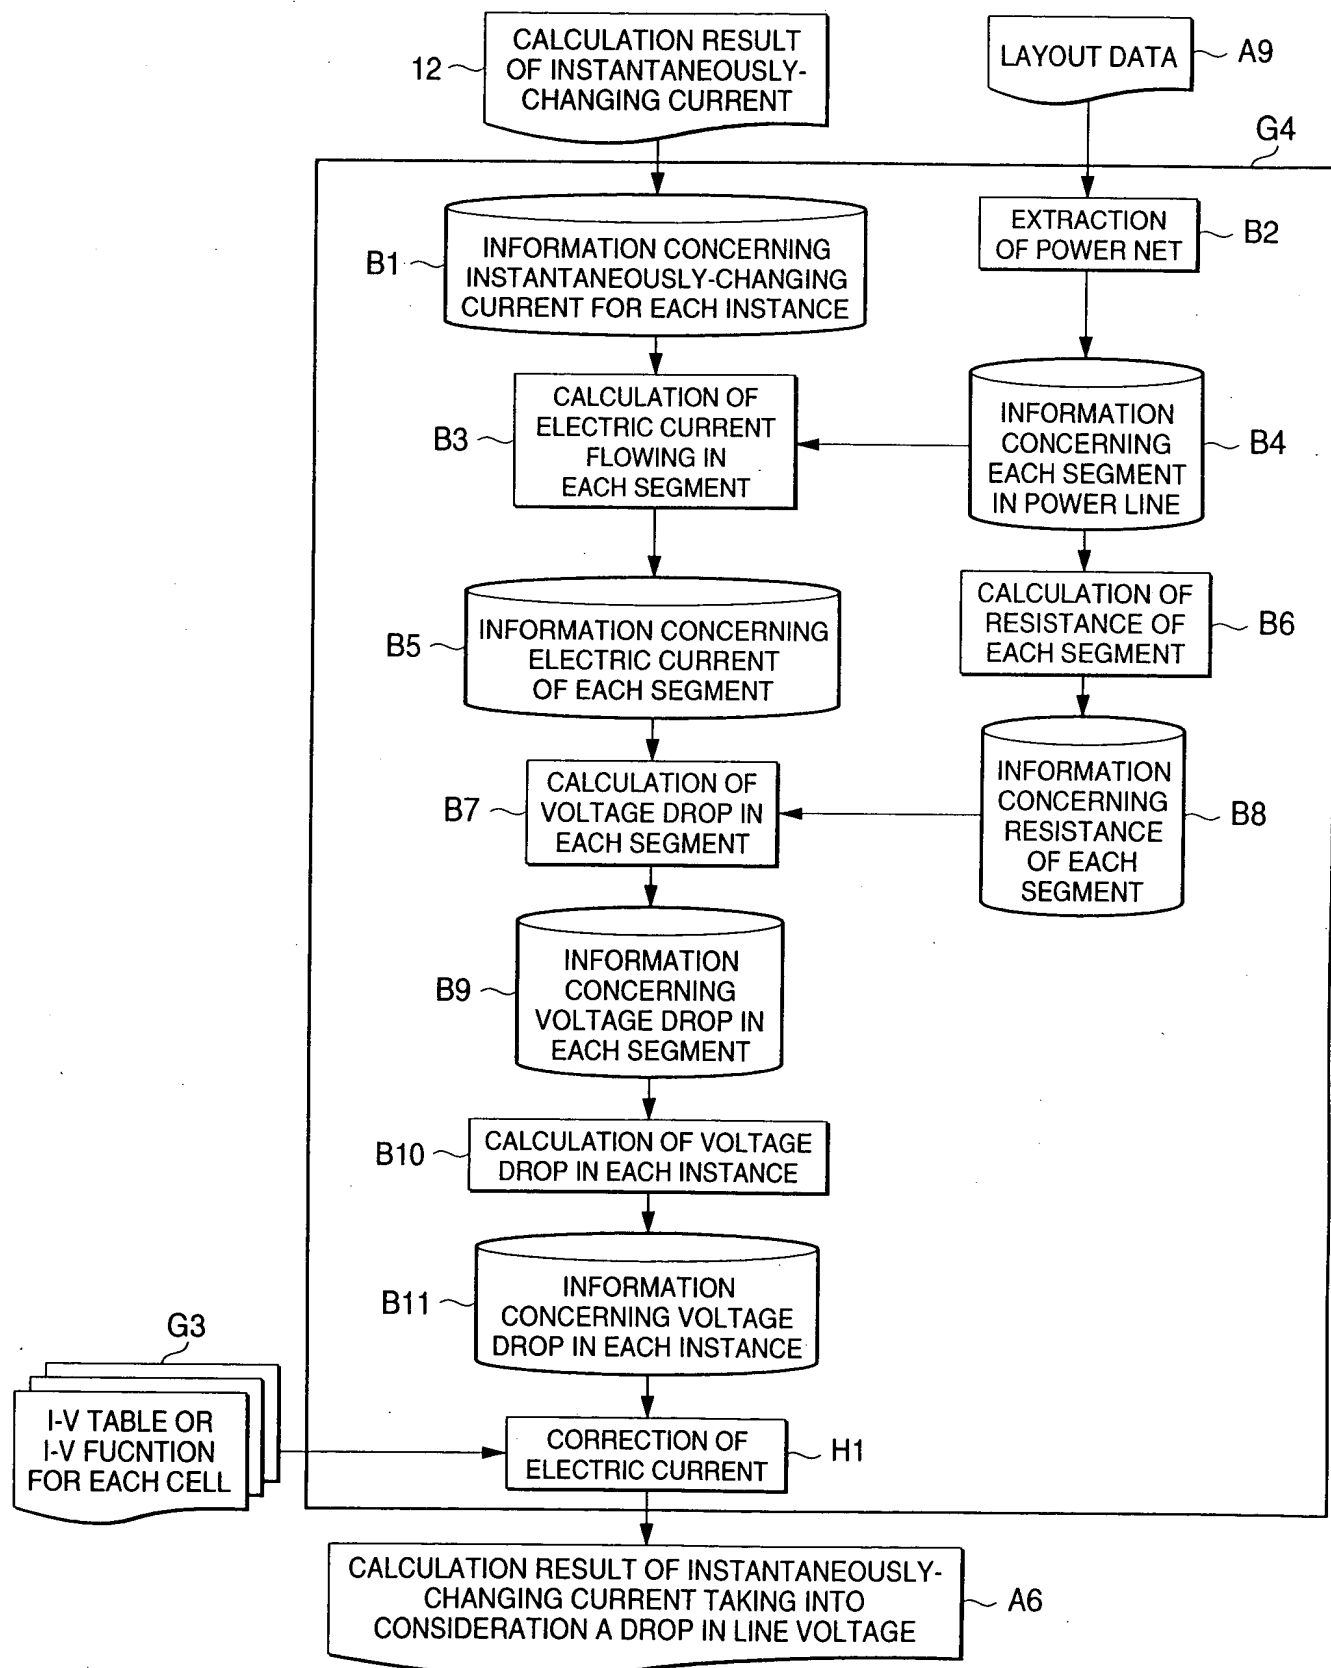 CALCULATION RESULT
OF INSTANTANEOUSLY-
CHANGING CURRENT
12
LAYOUT DATA
A9
G4
INFORMATION CONCERNING
INSTANTANEOUSLY-CHANGING
CURRENT FOR EACH INSTANCE
B1
EXTRACTION
OF POWER NET
B2
CALCULATION OF
ELECTRIC CURRENT
FLOWING IN
EACH SEGMENT
B3
INFORMATION
CONCERNING
EACH SEGMENT
IN POWER LINE
B4
INFORMATION CONCERNING
ELECTRIC CURRENT
OF EACH SEGMENT
B5
CALCULATION OF
RESISTANCE OF
EACH SEGMENT
B6
CALCULATION OF
VOLTAGE DROP IN
EACH SEGMENT
B7
INFORMATION
CONCERNING
RESISTANCE
OF EACH
SEGMENT
B8
INFORMATION
CONCERNING
VOLTAGE DROP IN
EACH SEGMENT
B9
CALCULATION OF VOLTAGE
DROP IN EACH INSTANCE
B10
INFORMATION
CONCERNING VOLTAGE
DROP IN EACH INSTANCE
B11
G3
I-V TABLE OR
I-V FUCNTION
FOR EACH CELL
CORRECTION OF
ELECTRIC CURRENT
H1
CALCULATION RESULT OF INSTANTANEOUSLY-
CHANGING CURRENT TAKING INTO
CONSIDERATION A DROP IN LINE VOLTAGE
A6